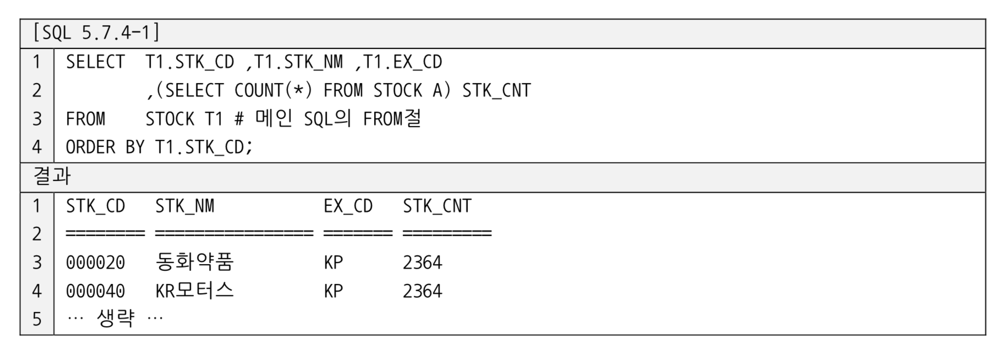 [SQL 5.7.4-1]
1 SELECT  T1.STK_CD ,T1.STK_NM ,T1.EX_CD
2         ,(SELECT COUNT(*) FROM STOCK A) STK_CNT
3 FROM    STOCK T1 # 메인 SQL의 FROM절
4 ORDER BY T1.STK_CD;
결과
1 STK_CD   STK_NM           EX_CD   STK_CNT
2 ======== ================ ======= =========
3 000020   동화약품         KP      2364
4 000040   KR모터스         KP      2364
5 … 생략 …